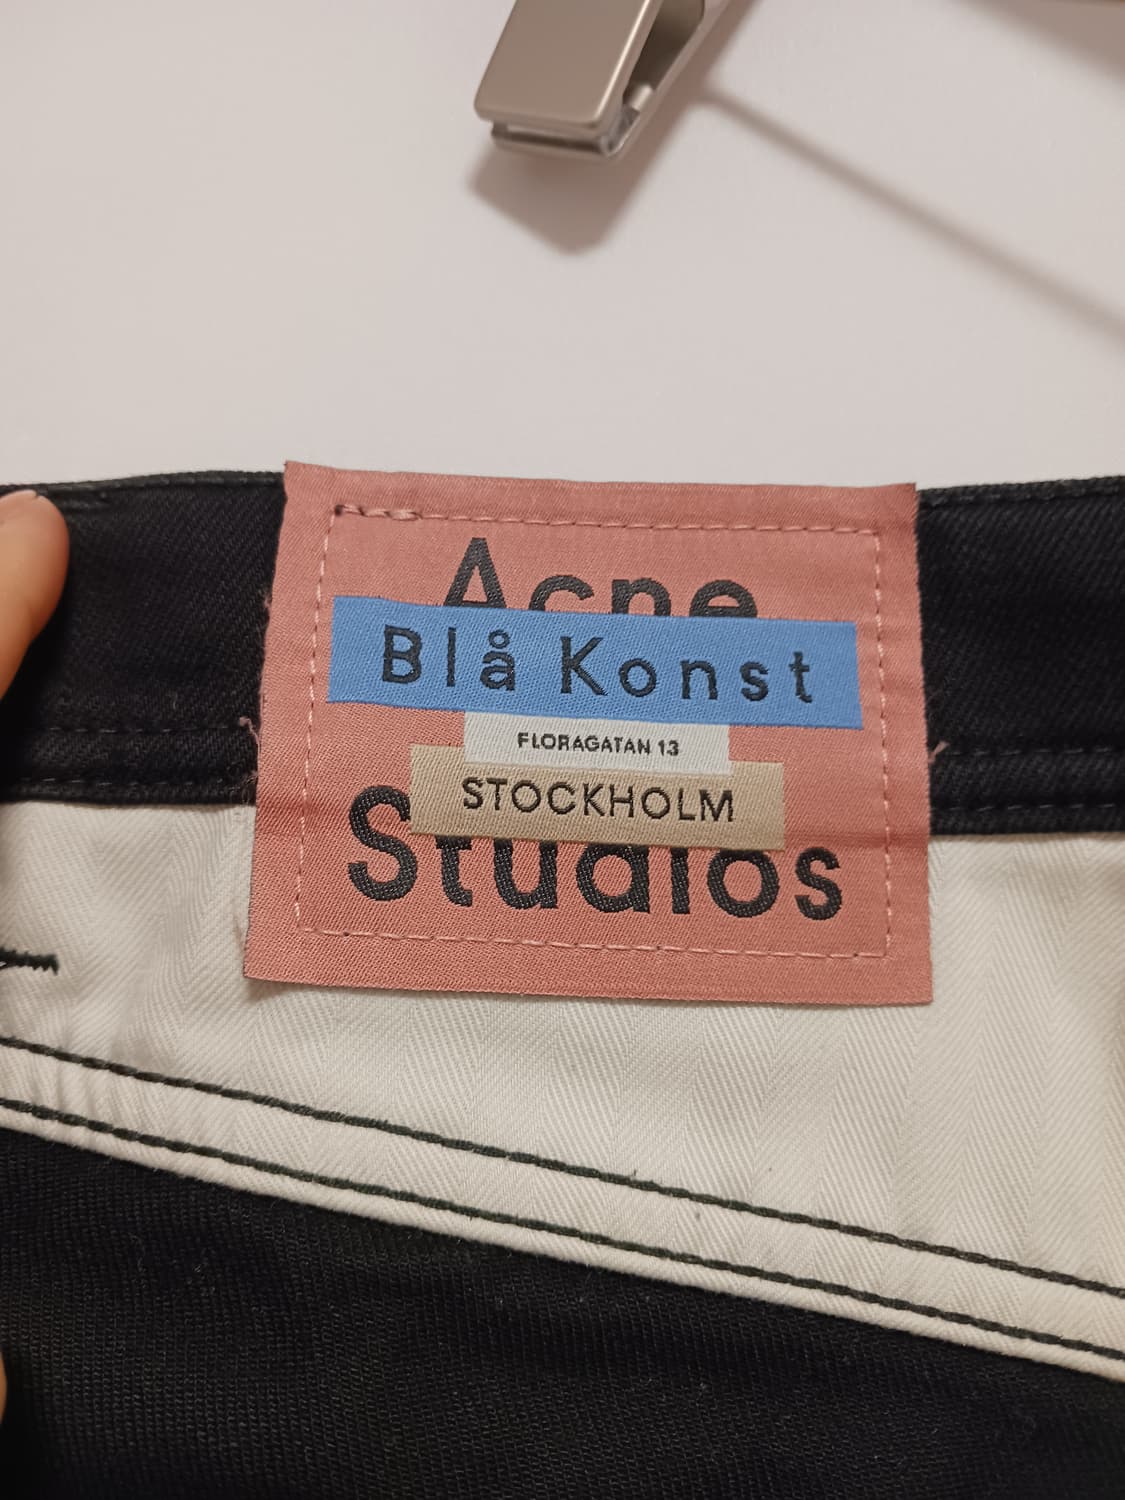 Acne
Blå Konst
FLORAGATAN 13
STOCKHOLM
Studios